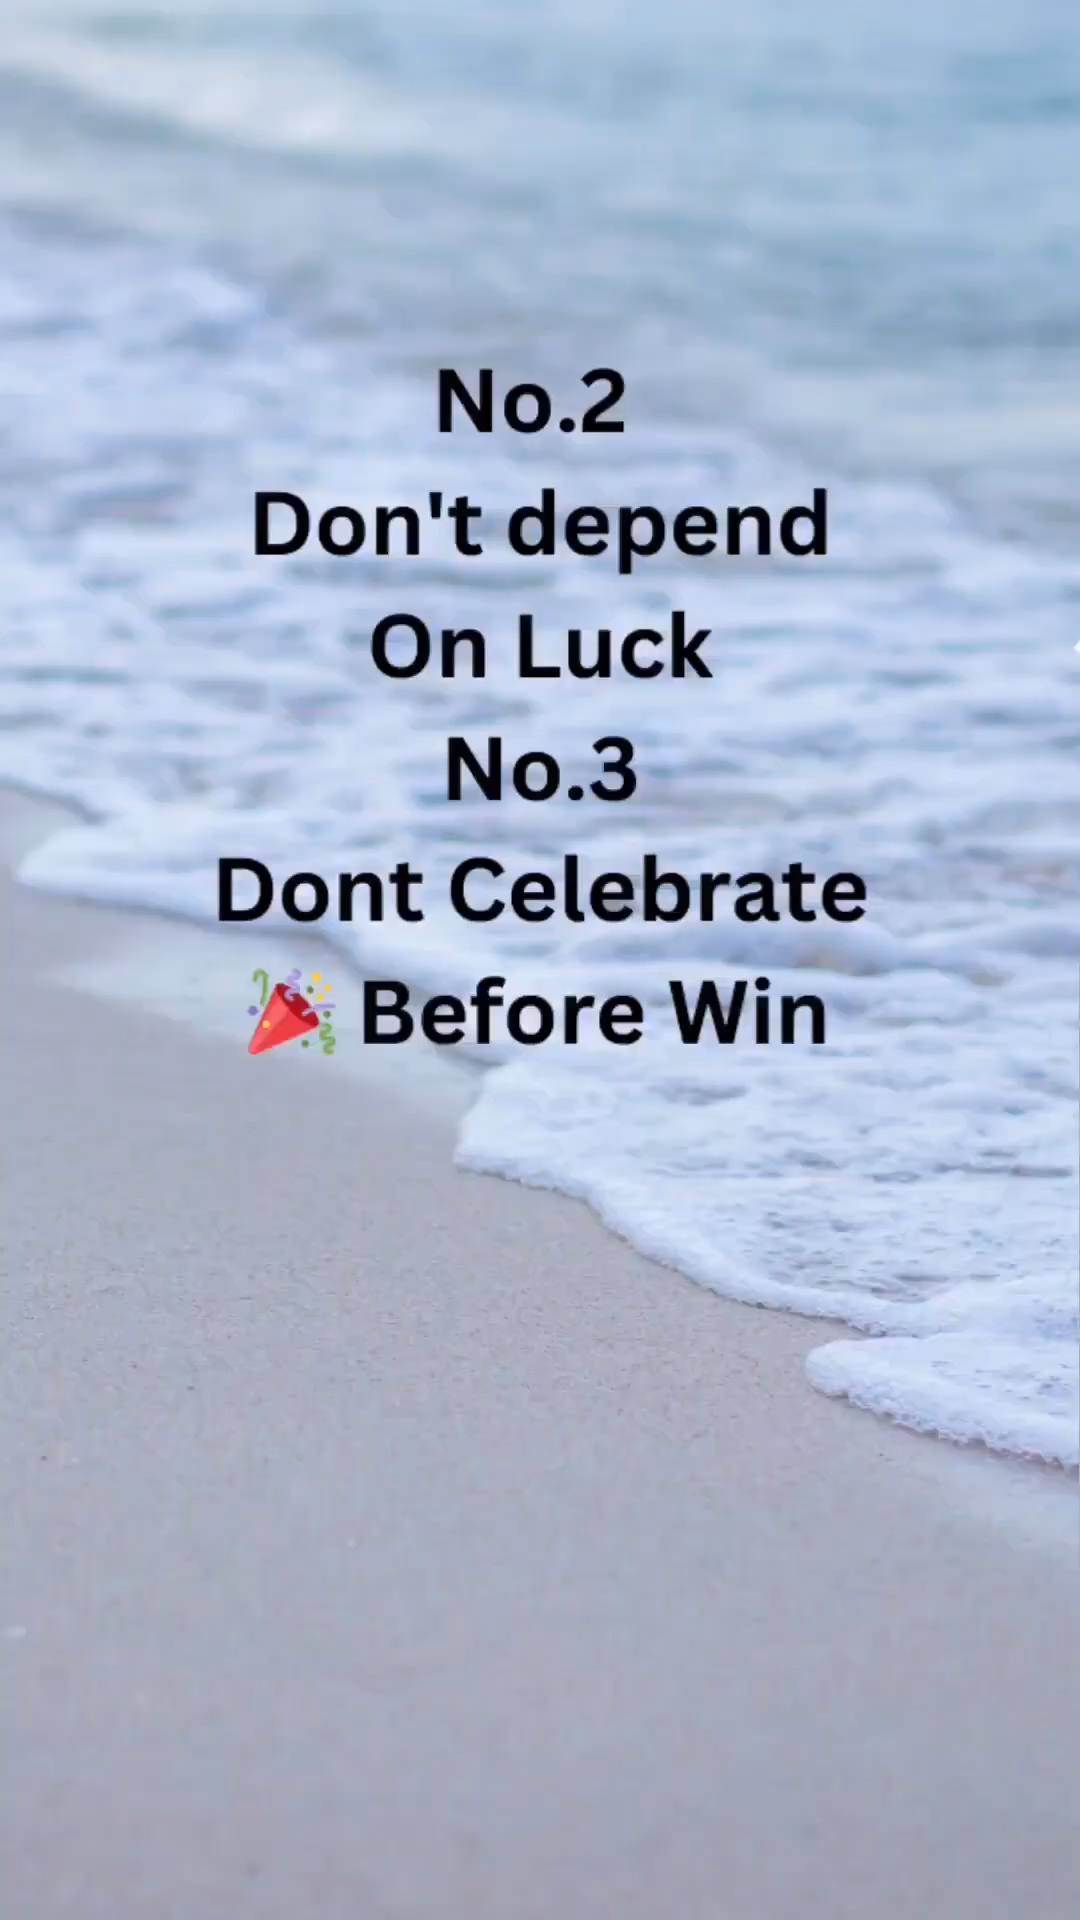 No.2
Don't depend
On Luck
No.3
Dont Celebrate
🎉 Before Win